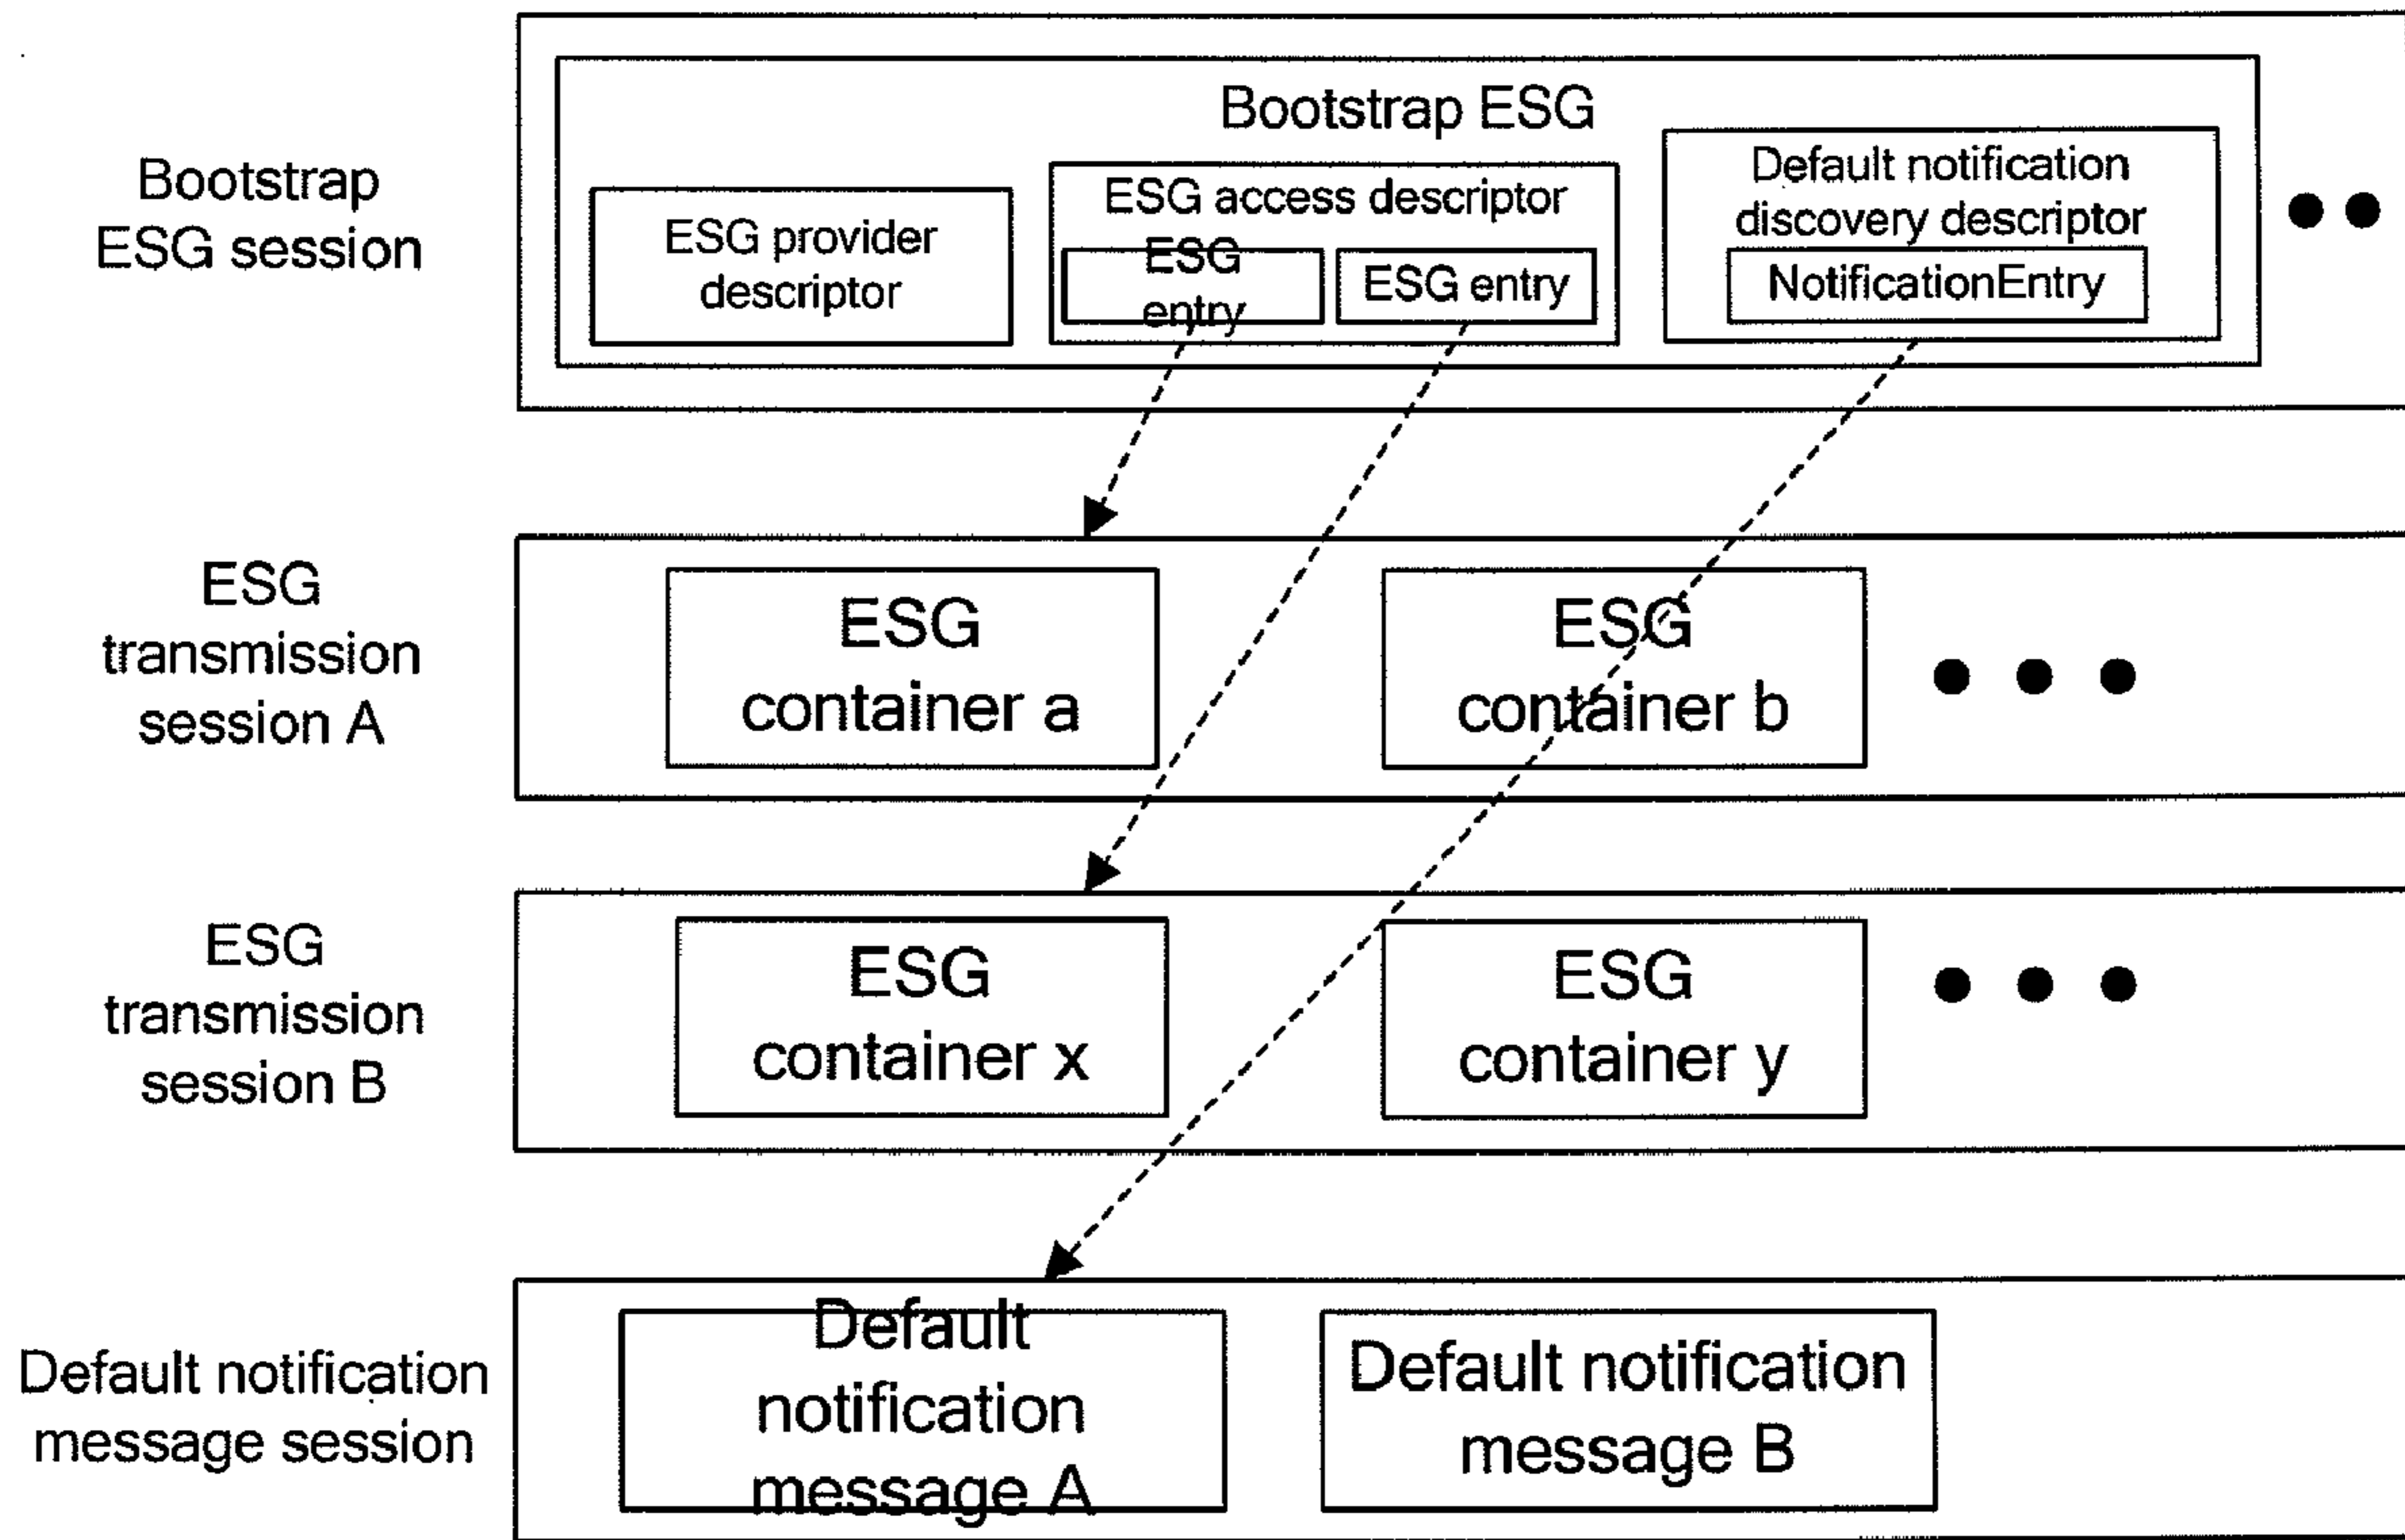 Bootstrap
ESG session
Bootstrap ESG
ESG provider
descriptor
ESG access descriptor
ESG
entry
ESG entry
Default notification
discovery descriptor
NotificationEntry
ESG
transmission
session A
ESG
container a
ESG
container b
ESG
transmission
session B
ESG
container x
ESG
container y
Default notification
message session
Default
notification
message A
Default notification
message B